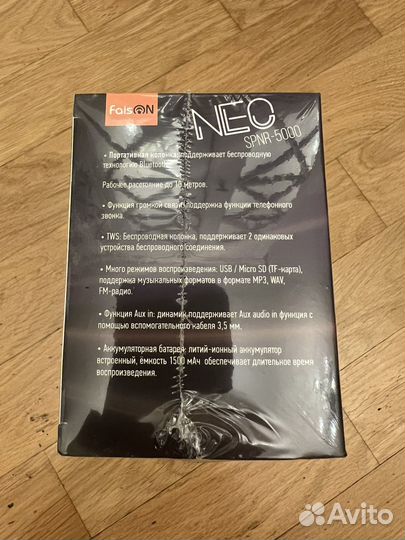 FaisON
NEO
SPNR-5000
• Портативная колонка, поддерживает беспроводную
технологию Bluetooth.
Рабочее расстояние до 10 метров.
• Функция громкой связи, поддержка функции телефонного
звонка.
• TWS: Беспроводная колонка, поддерживает 2 одинаковых
устройства беспроводного соединения.
• Много режимов воспроизведения: USB / Micro SD (TF-карта),
поддержка музыкальных форматов в формате MP3, WAV,
FM-радио.
• Функция Aux in: динамик поддерживает Aux audio in функция с
помощью вспомогательного кабеля 3,5 мм.
• Аккумуляторная батарея: литий-ионный аккумулятор
встроенный, ёмкость 1500 мАч обеспечивает длительное время
воспроизведения.
Avito